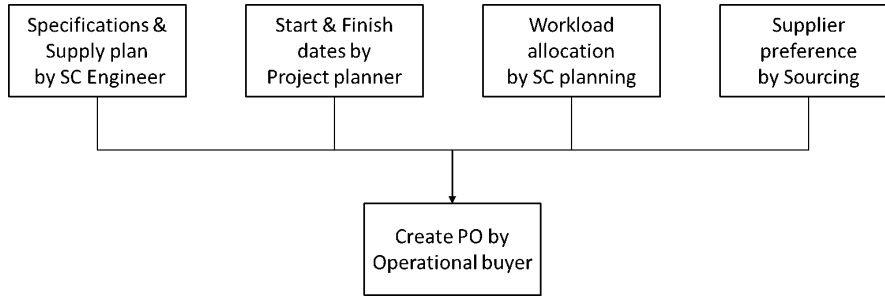 Specifications &
Supply plan
by SC Engineer
Start & Finish
dates by
Project planner
Workload
allocation
by SC planning
Supplier
preference
by Sourcing
Create PO by
Operational buyer